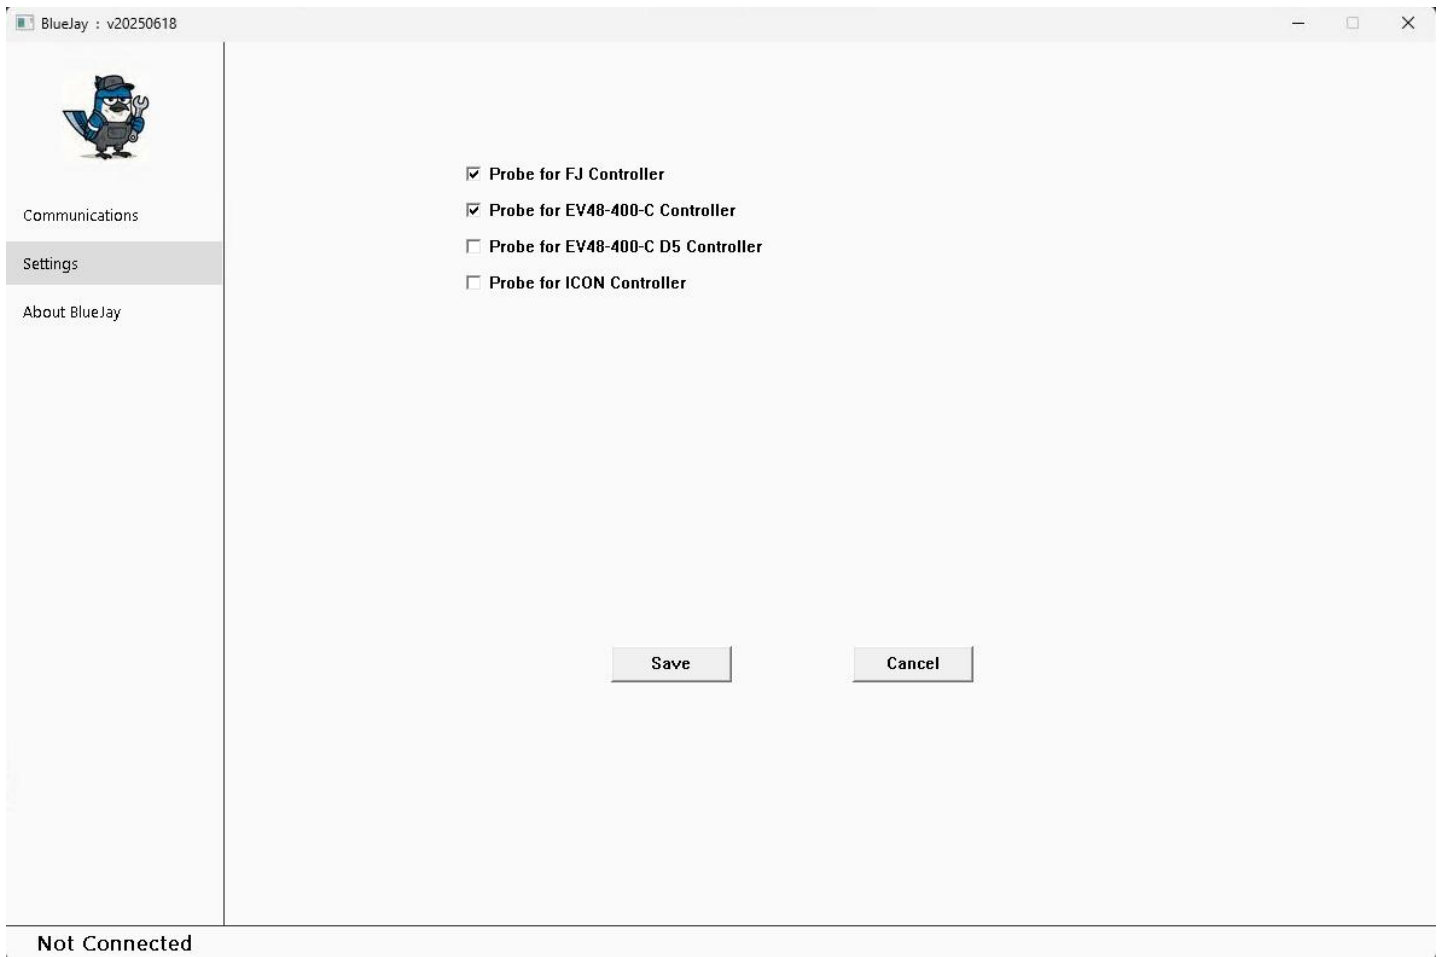 BlueJay : v20250618
Communications
Settings
About BlueJay
Probe for FJ Controller
Probe for EV48-400-C Controller
Probe for EV48-400-C D5 Controller
Probe for ICON Controller
Save
Cancel
Not Connected